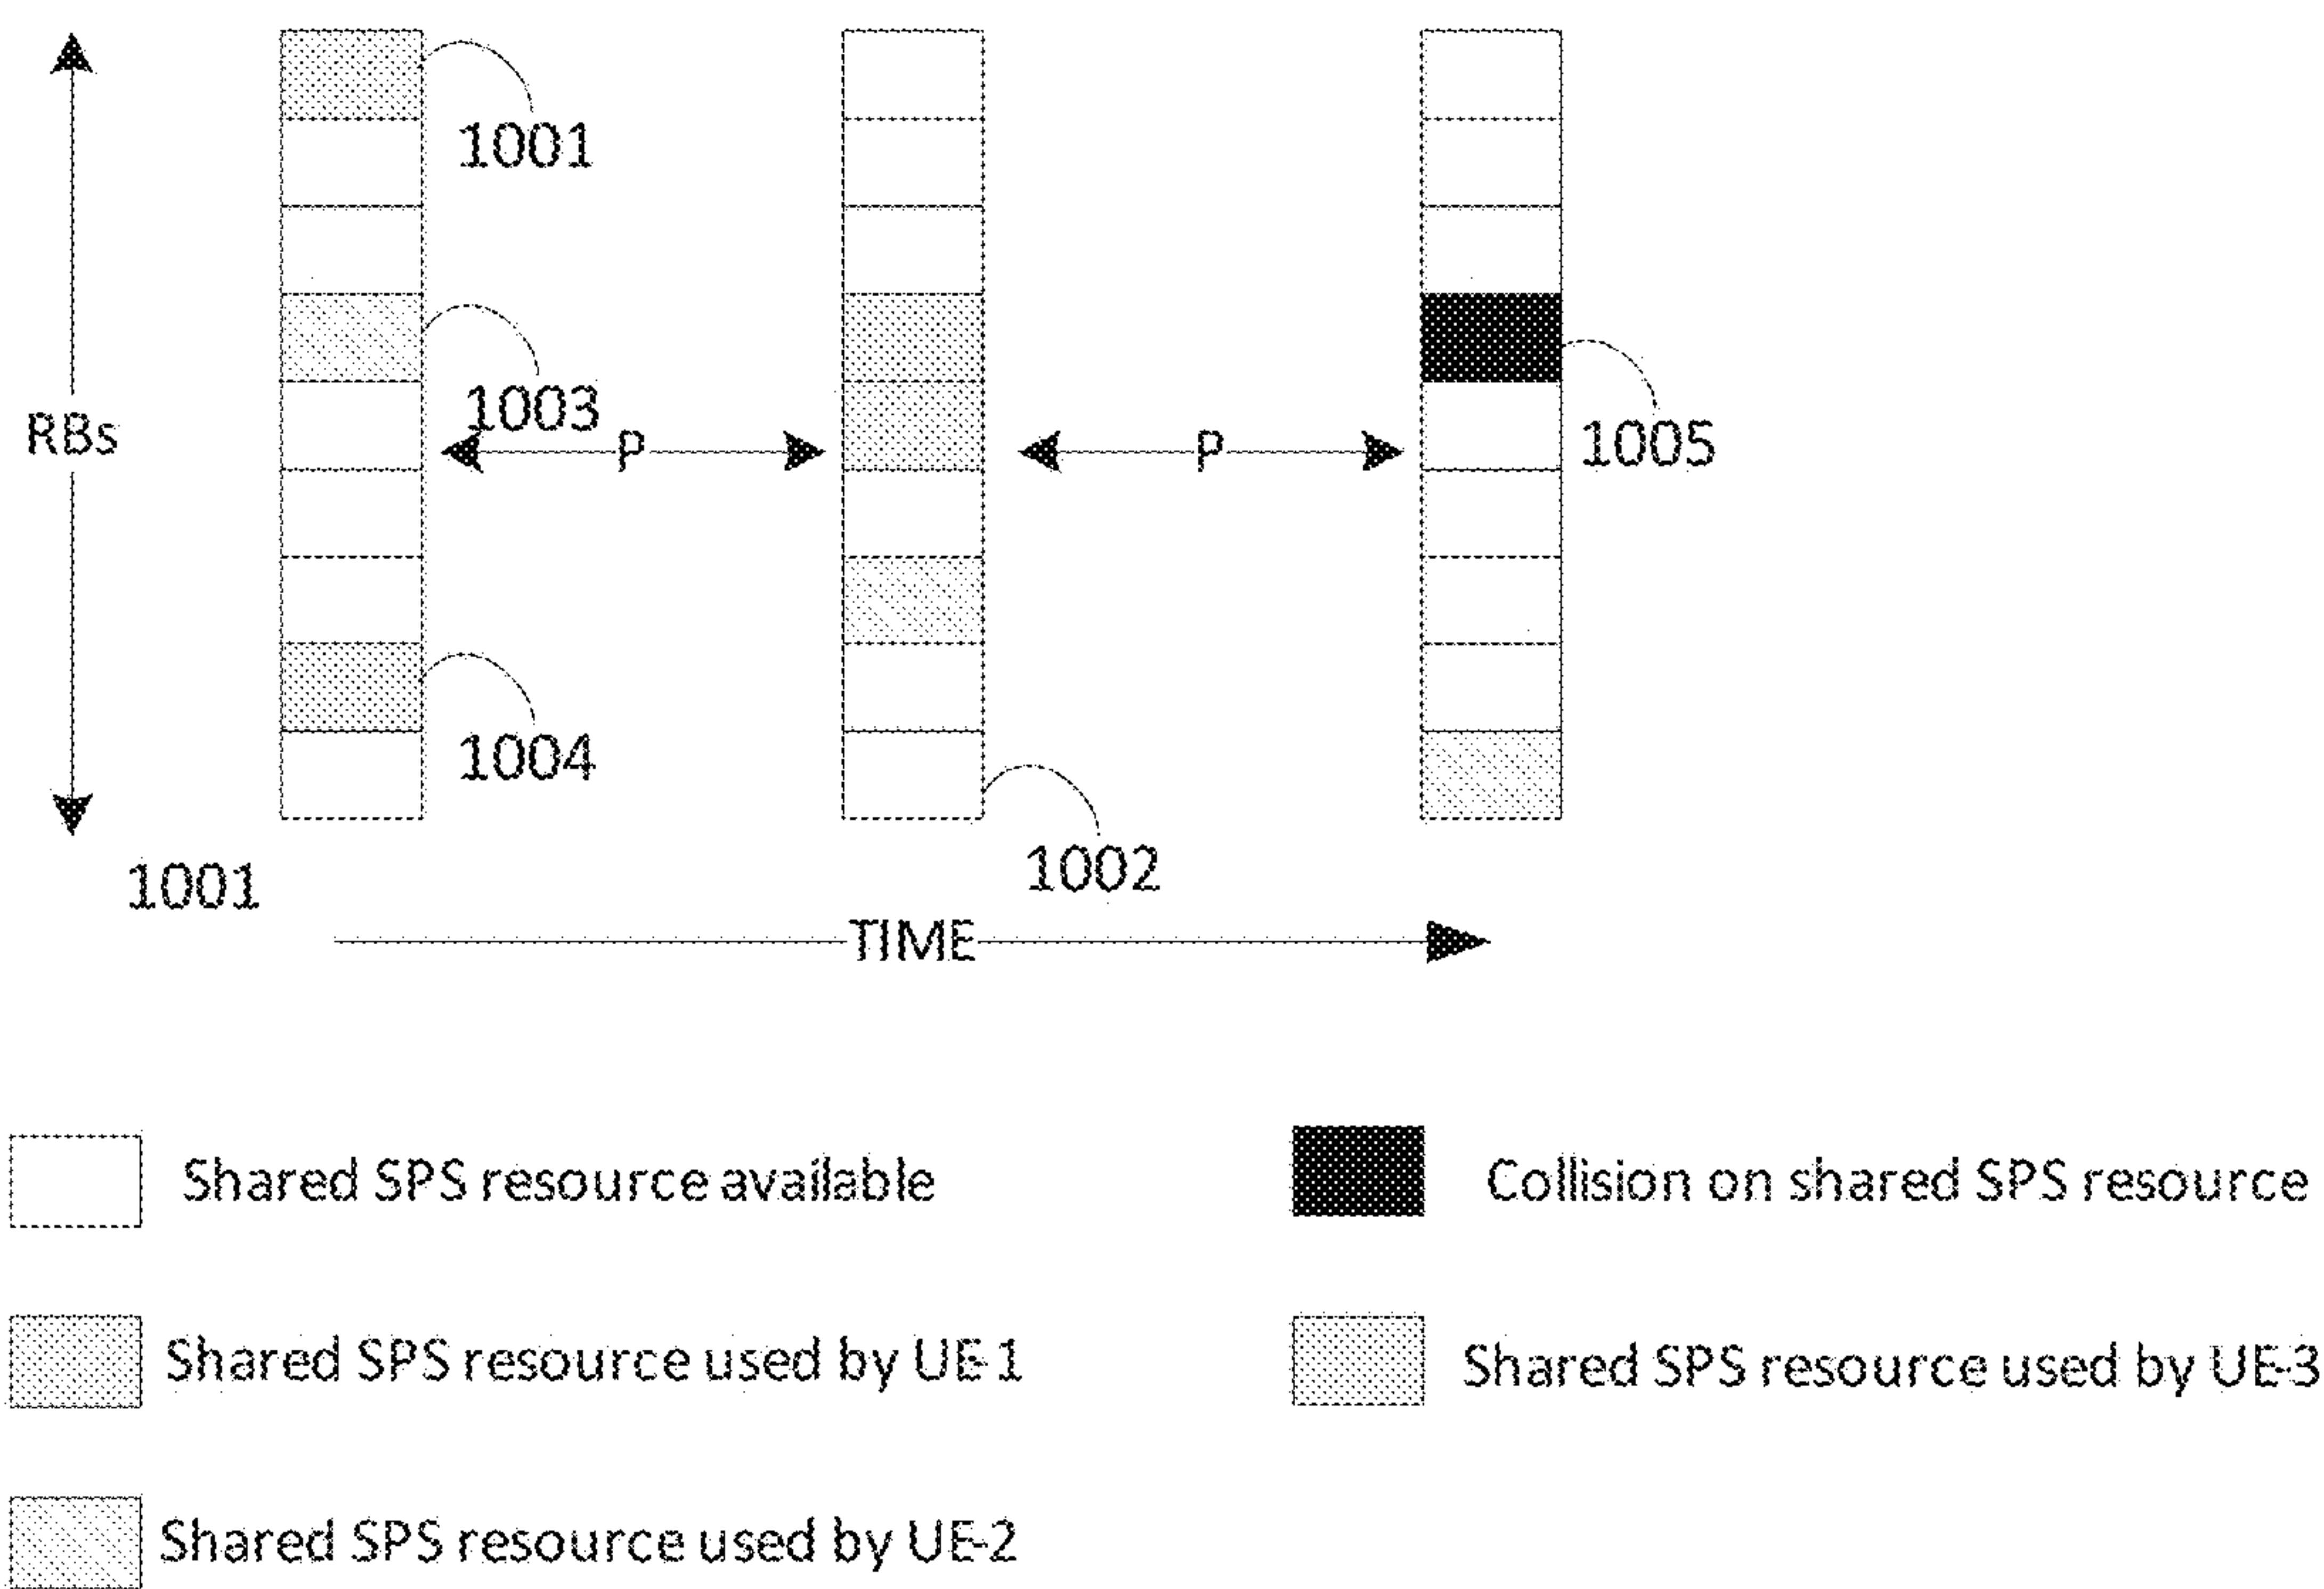 1001
1003
RBs
P
P
1005
1004
1001
1002
TIME
Shared SPS resource available
Collision on shared SPS resource
Shared SPS resource used by UE-1
Shared SPS resource used by UE-3
Shared SPS resource used by UE-2